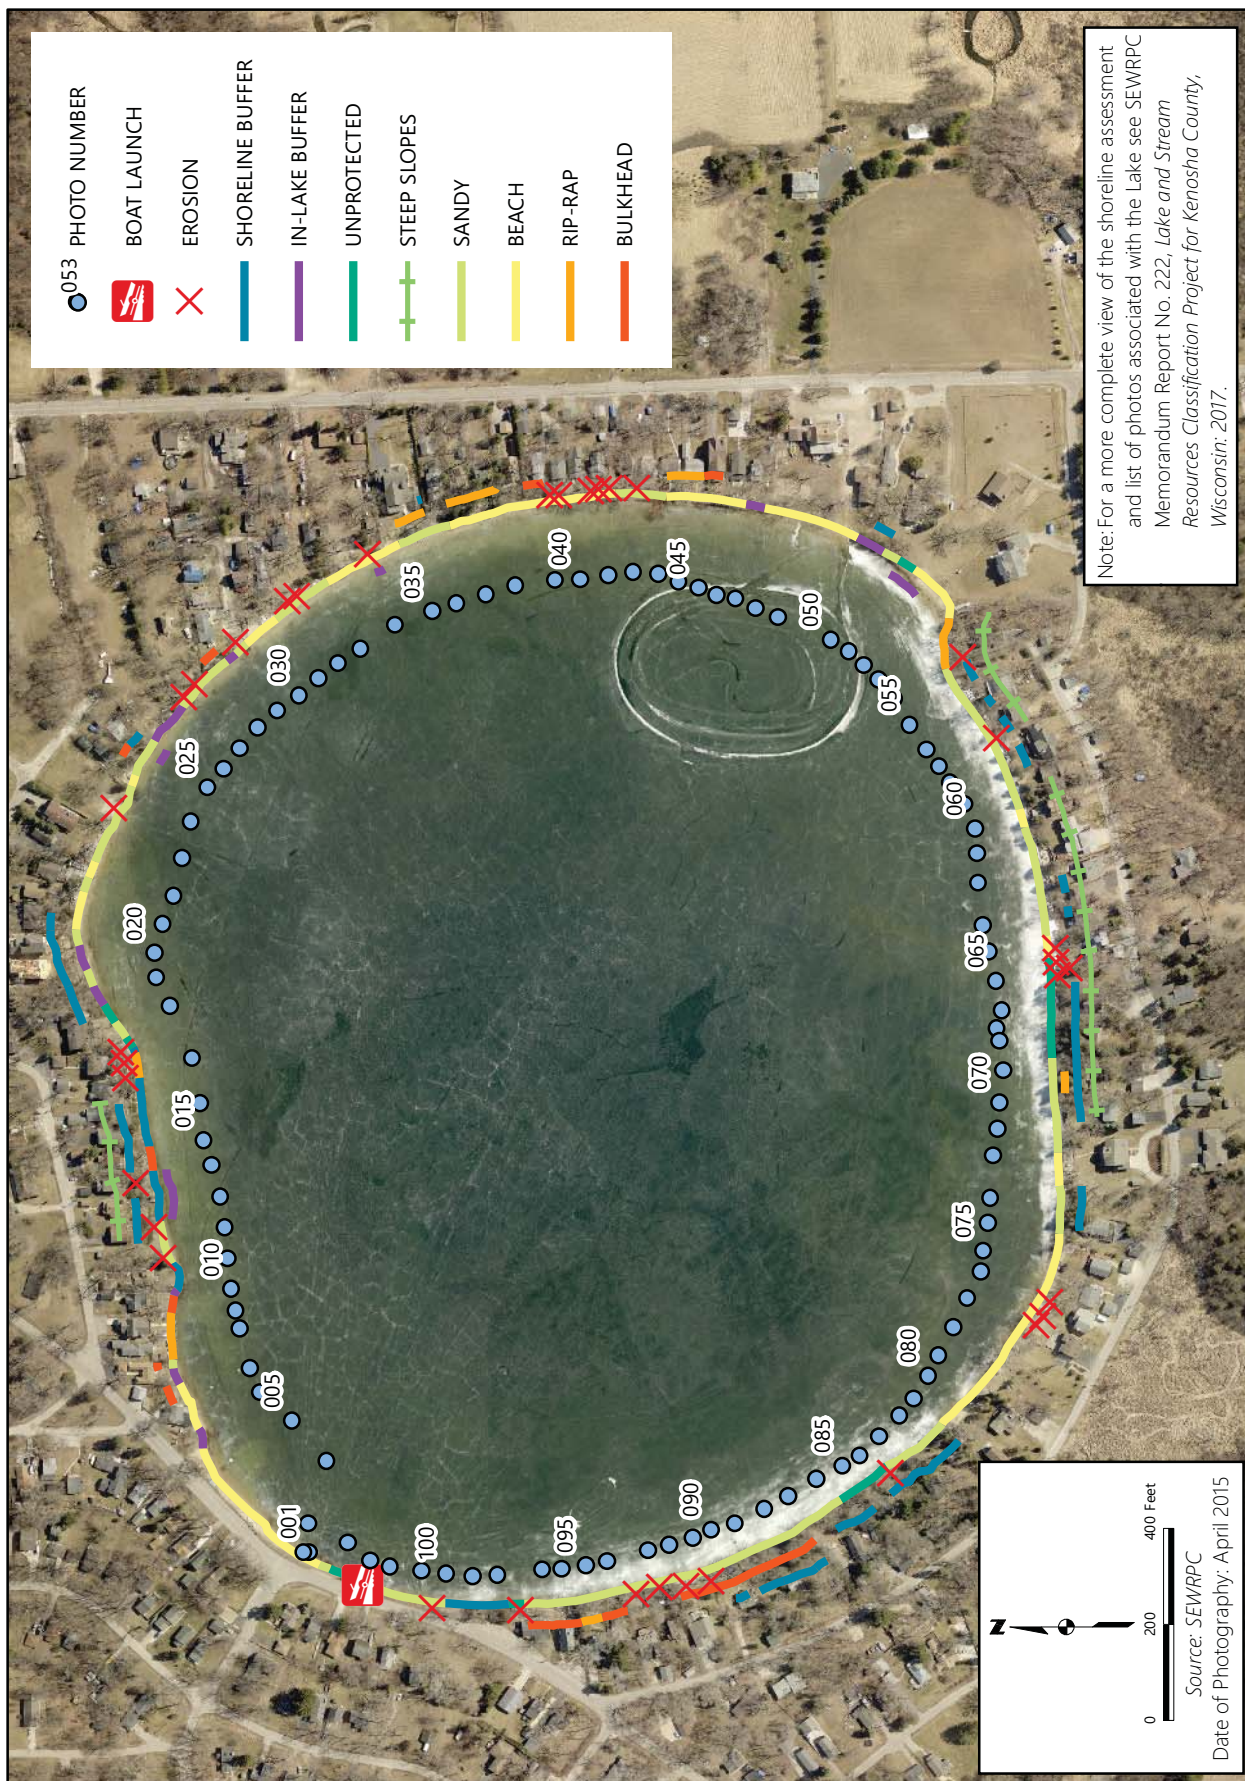 053 PHOTO NUMBER
BOAT LAUNCH
EROSION
SHORELINE BUFFER
IN-LAKE BUFFER
UNPROTECTED
STEEP SLOPES
SANDY
BEACH
RIP-RAP
BULKHEAD
001
005
010
015
020
025
030
035
040
045
050
055
060
065
070
075
080
085
090
095
100
Note: For a more complete view of the shoreline assessment
and list of photos associated with the Lake see SEWRPC
Memorandum Report No. 222, Lake and Stream
Resources Classification Project for Kenosha County,
Wisconsin: 2017.
N
0 200 400 Feet
Source: SEWRPC
Date of Photography: April 2015